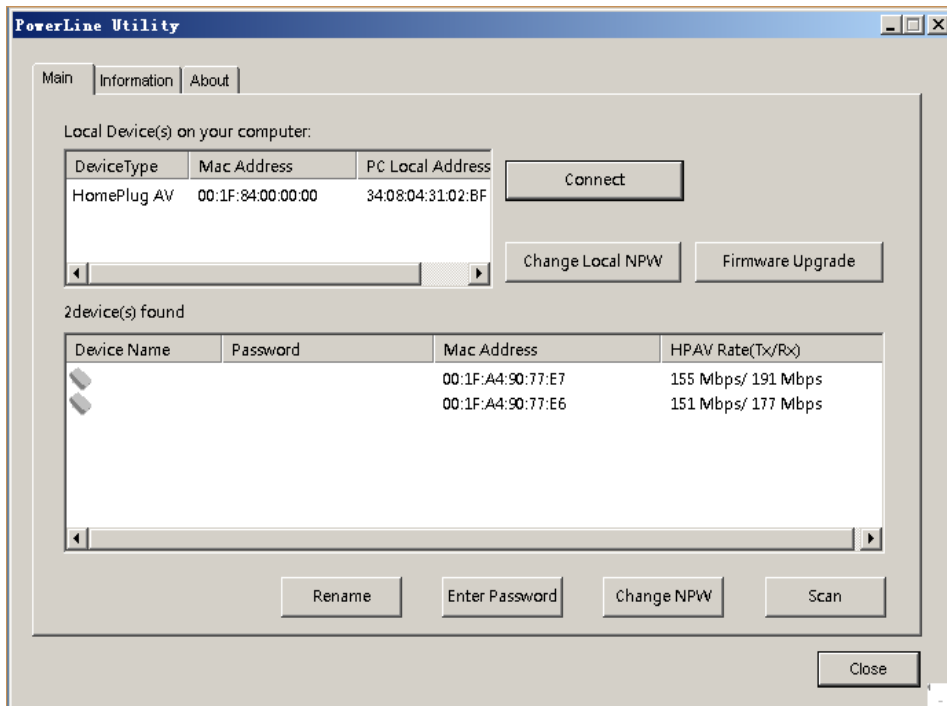 PowerLine Utility
Main Information About
Local Device(s) on your computer:
DeviceType Mac Address PC Local Address
HomePlug AV 00:1F:84:00:00:00 34:08:04:31:02:BF
Connect
Change Local NPW Firmware Upgrade
2device(s) found
Device Name Password Mac Address HPAV Rate(Tx/Rx)
00:1F:A4:90:77:E7 155 Mbps/ 191 Mbps
00:1F:A4:90:77:E6 151 Mbps/ 177 Mbps
Rename Enter Password Change NPW Scan
Close